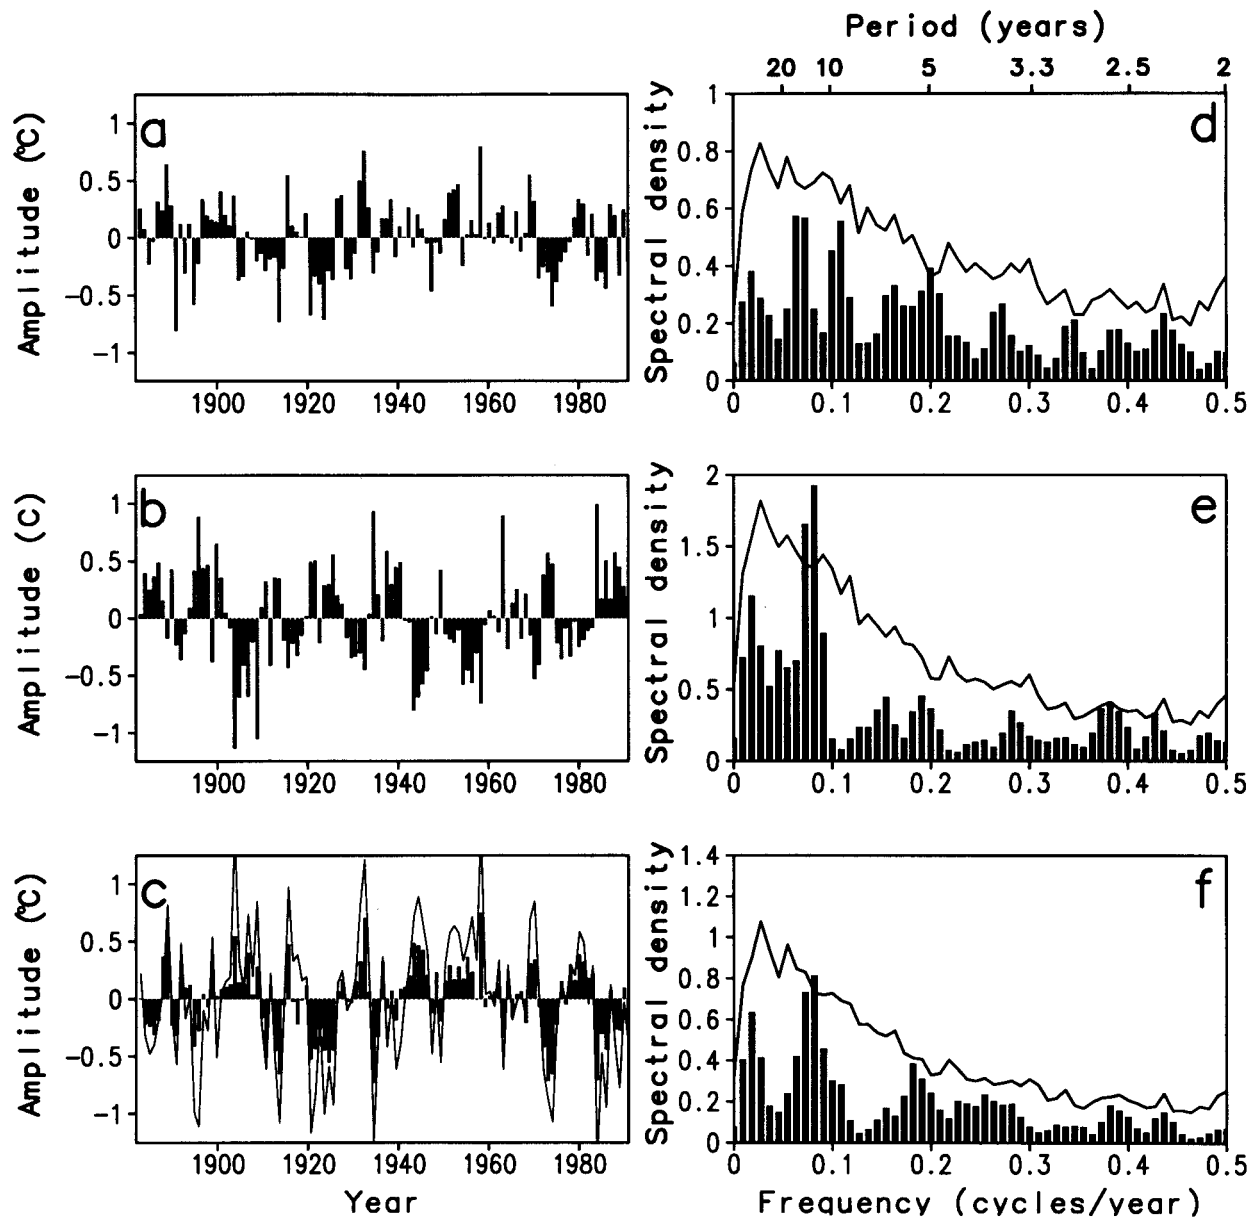 Period (years)
20 10 5 3.3 2.5 2
a
Amplitude (°C)
1
0.5
0
−0.5
−1
1900 1920 1940 1960 1980
d
Spectral density
1
0.8
0.6
0.4
0.2
0
0 0.1 0.2 0.3 0.4 0.5
b
Amplitude (C)
1
0.5
0
−0.5
−1
1900 1920 1940 1960 1980
e
Spectral density
2
1.5
1
0.5
0
0 0.1 0.2 0.3 0.4 0.5
c
Amplitude (°C)
1
0.5
0
−0.5
−1
1900 1920 1940 1960 1980
Year
f
Spectral density
1.4
1.2
1
0.8
0.6
0.4
0.2
0
0 0.1 0.2 0.3 0.4 0.5
Frequency (cycles/year)